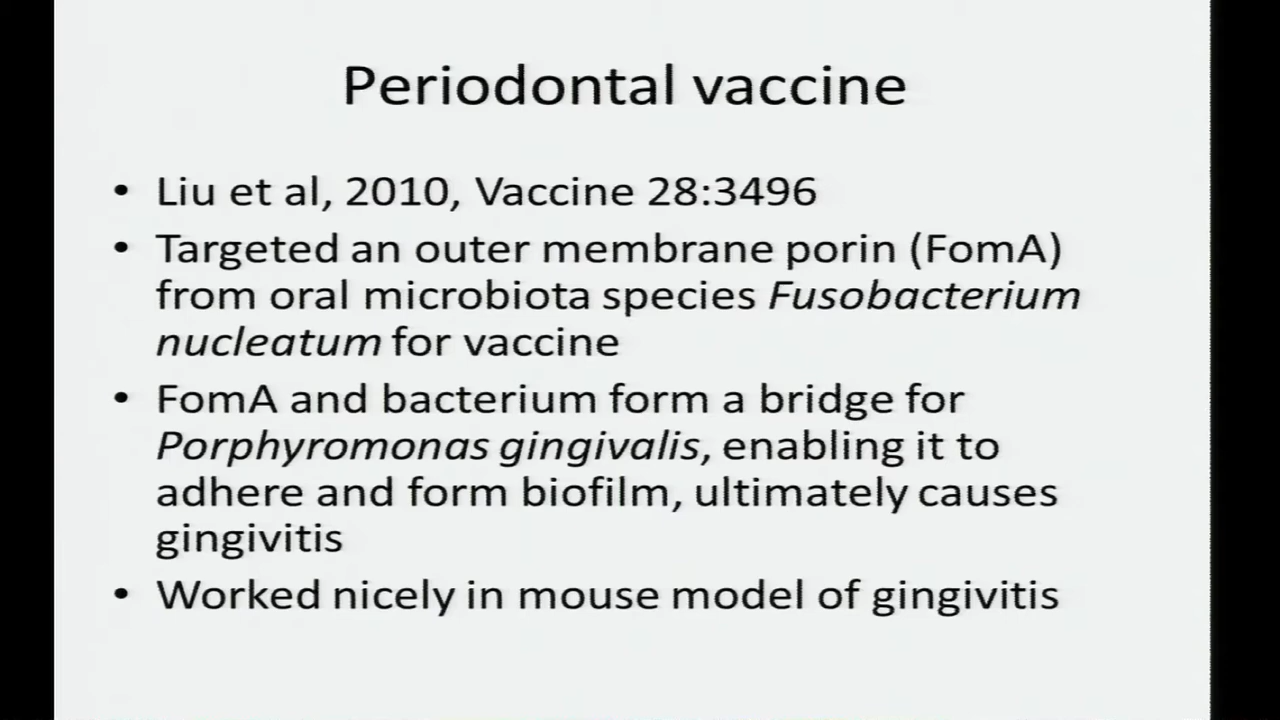 Periodontal vaccine
• Liu et al, 2010, Vaccine 28:3496
• Targeted an outer membrane porin (FomA)
from oral microbiota species Fusobacterium
nucleatum for vaccine
• FomA and bacterium form a bridge for
Porphyromonas gingivalis, enabling it to
adhere and form biofilm, ultimately causes
gingivitis
• Worked nicely in mouse model of gingivitis